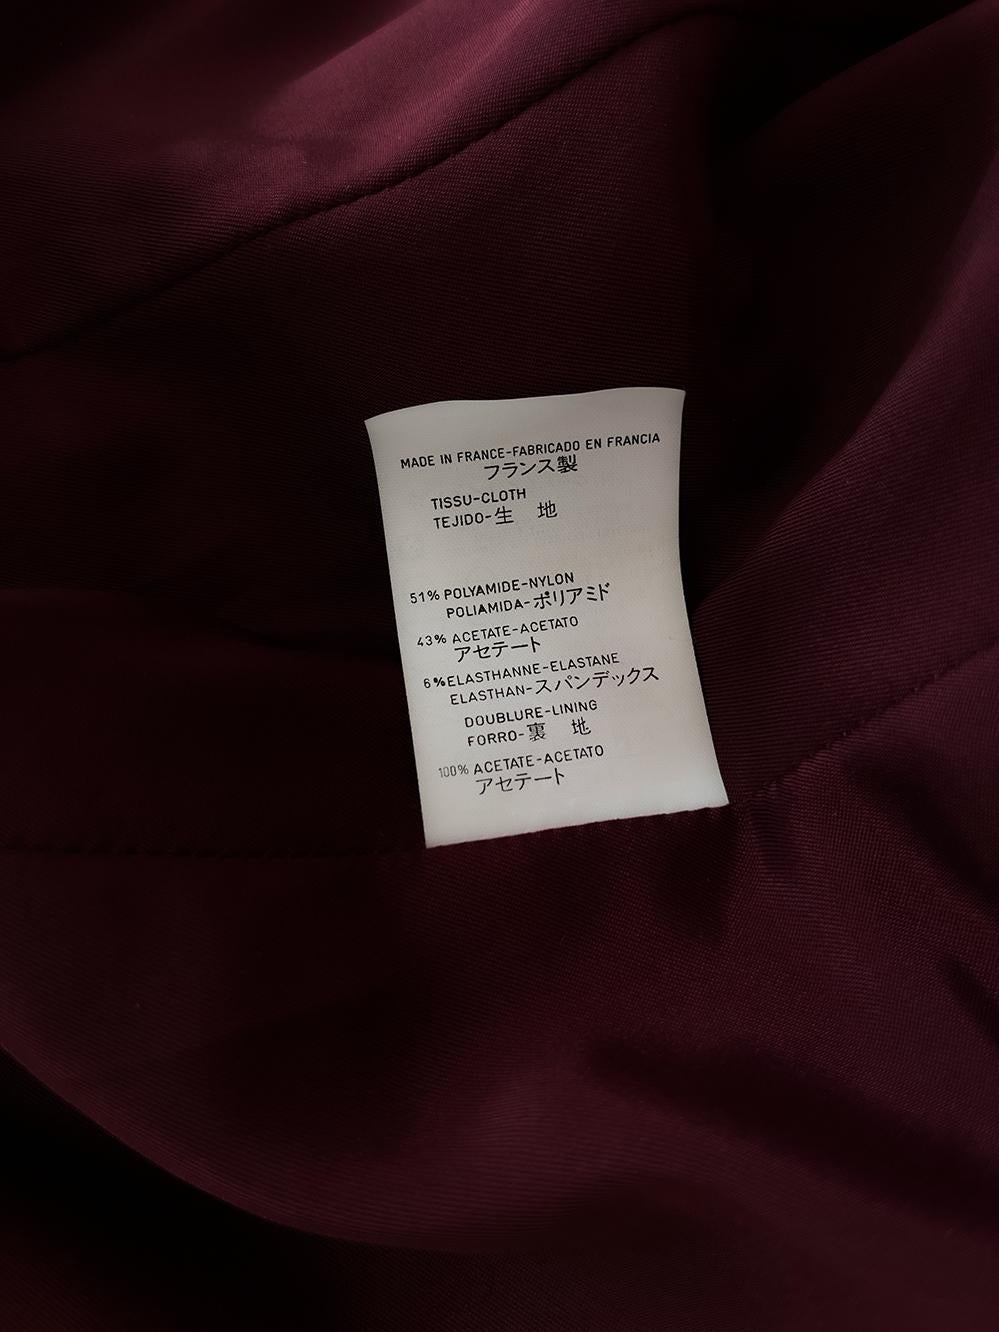 MADE IN FRANCE-FABRICADO EN FRANCIA
フランス製
TISSU-CLOTH
TEJIDO-生 地
51% POLYAMIDE-NYLON
POLIAMIDA-ポリアミド
43% ACETATE-ACETATO
アセテート
6%ELASTHANNE-ELASTANE
ELASTHAN-スパンデックス
DOUBLURE-LINING
FORRO-裏 地
100% ACETATE-ACETATO
アセテート